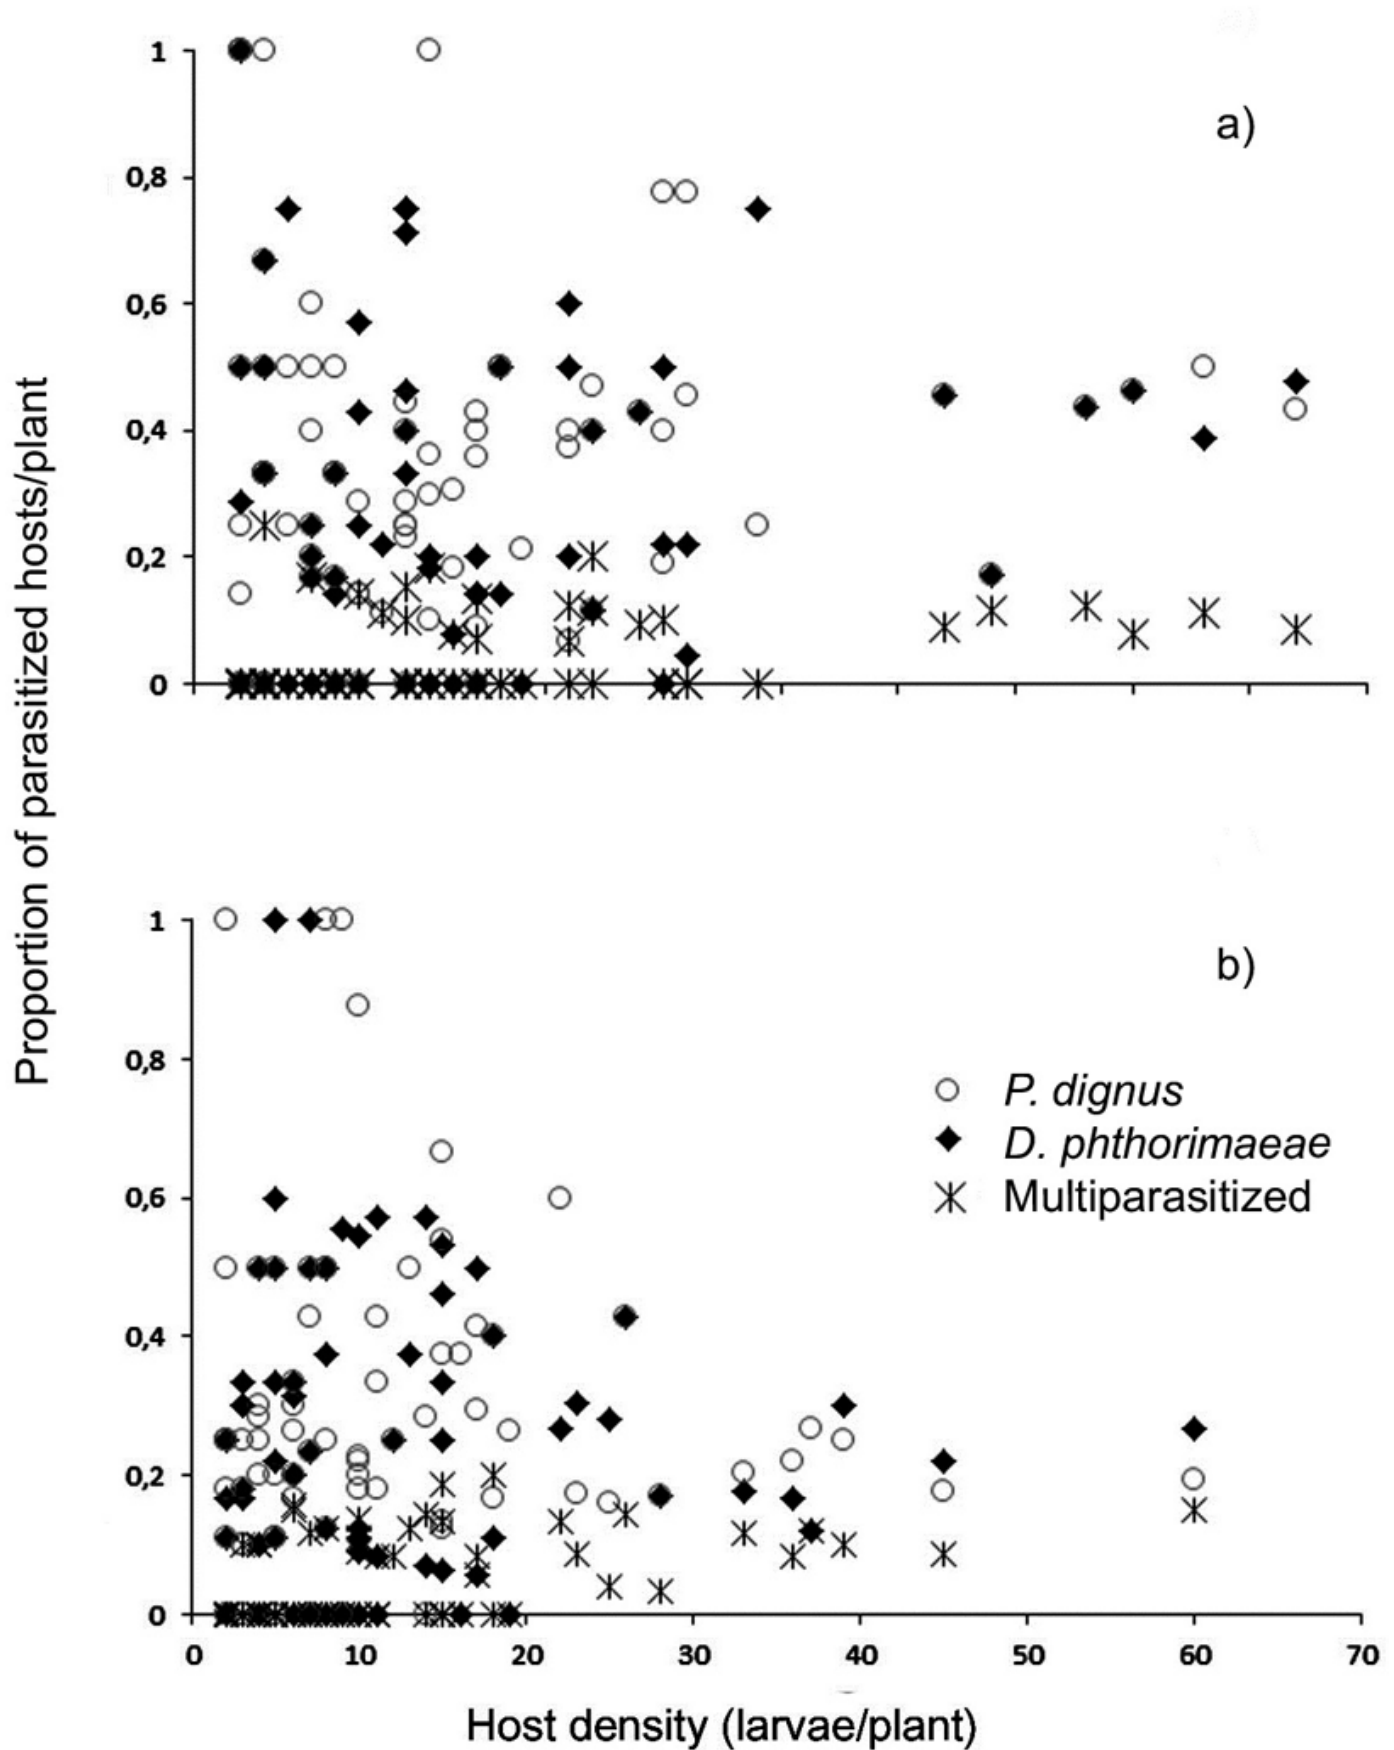 Proportion of parasitized hosts/plant
a)
1
0,8
0,6
0,4
0,2
0
b)
1
0,8
0,6
0,4
0,2
0
P. dignus
D. phthorimaeae
Multiparasitized
0 10 20 30 40 50 60 70
Host density (larvae/plant)